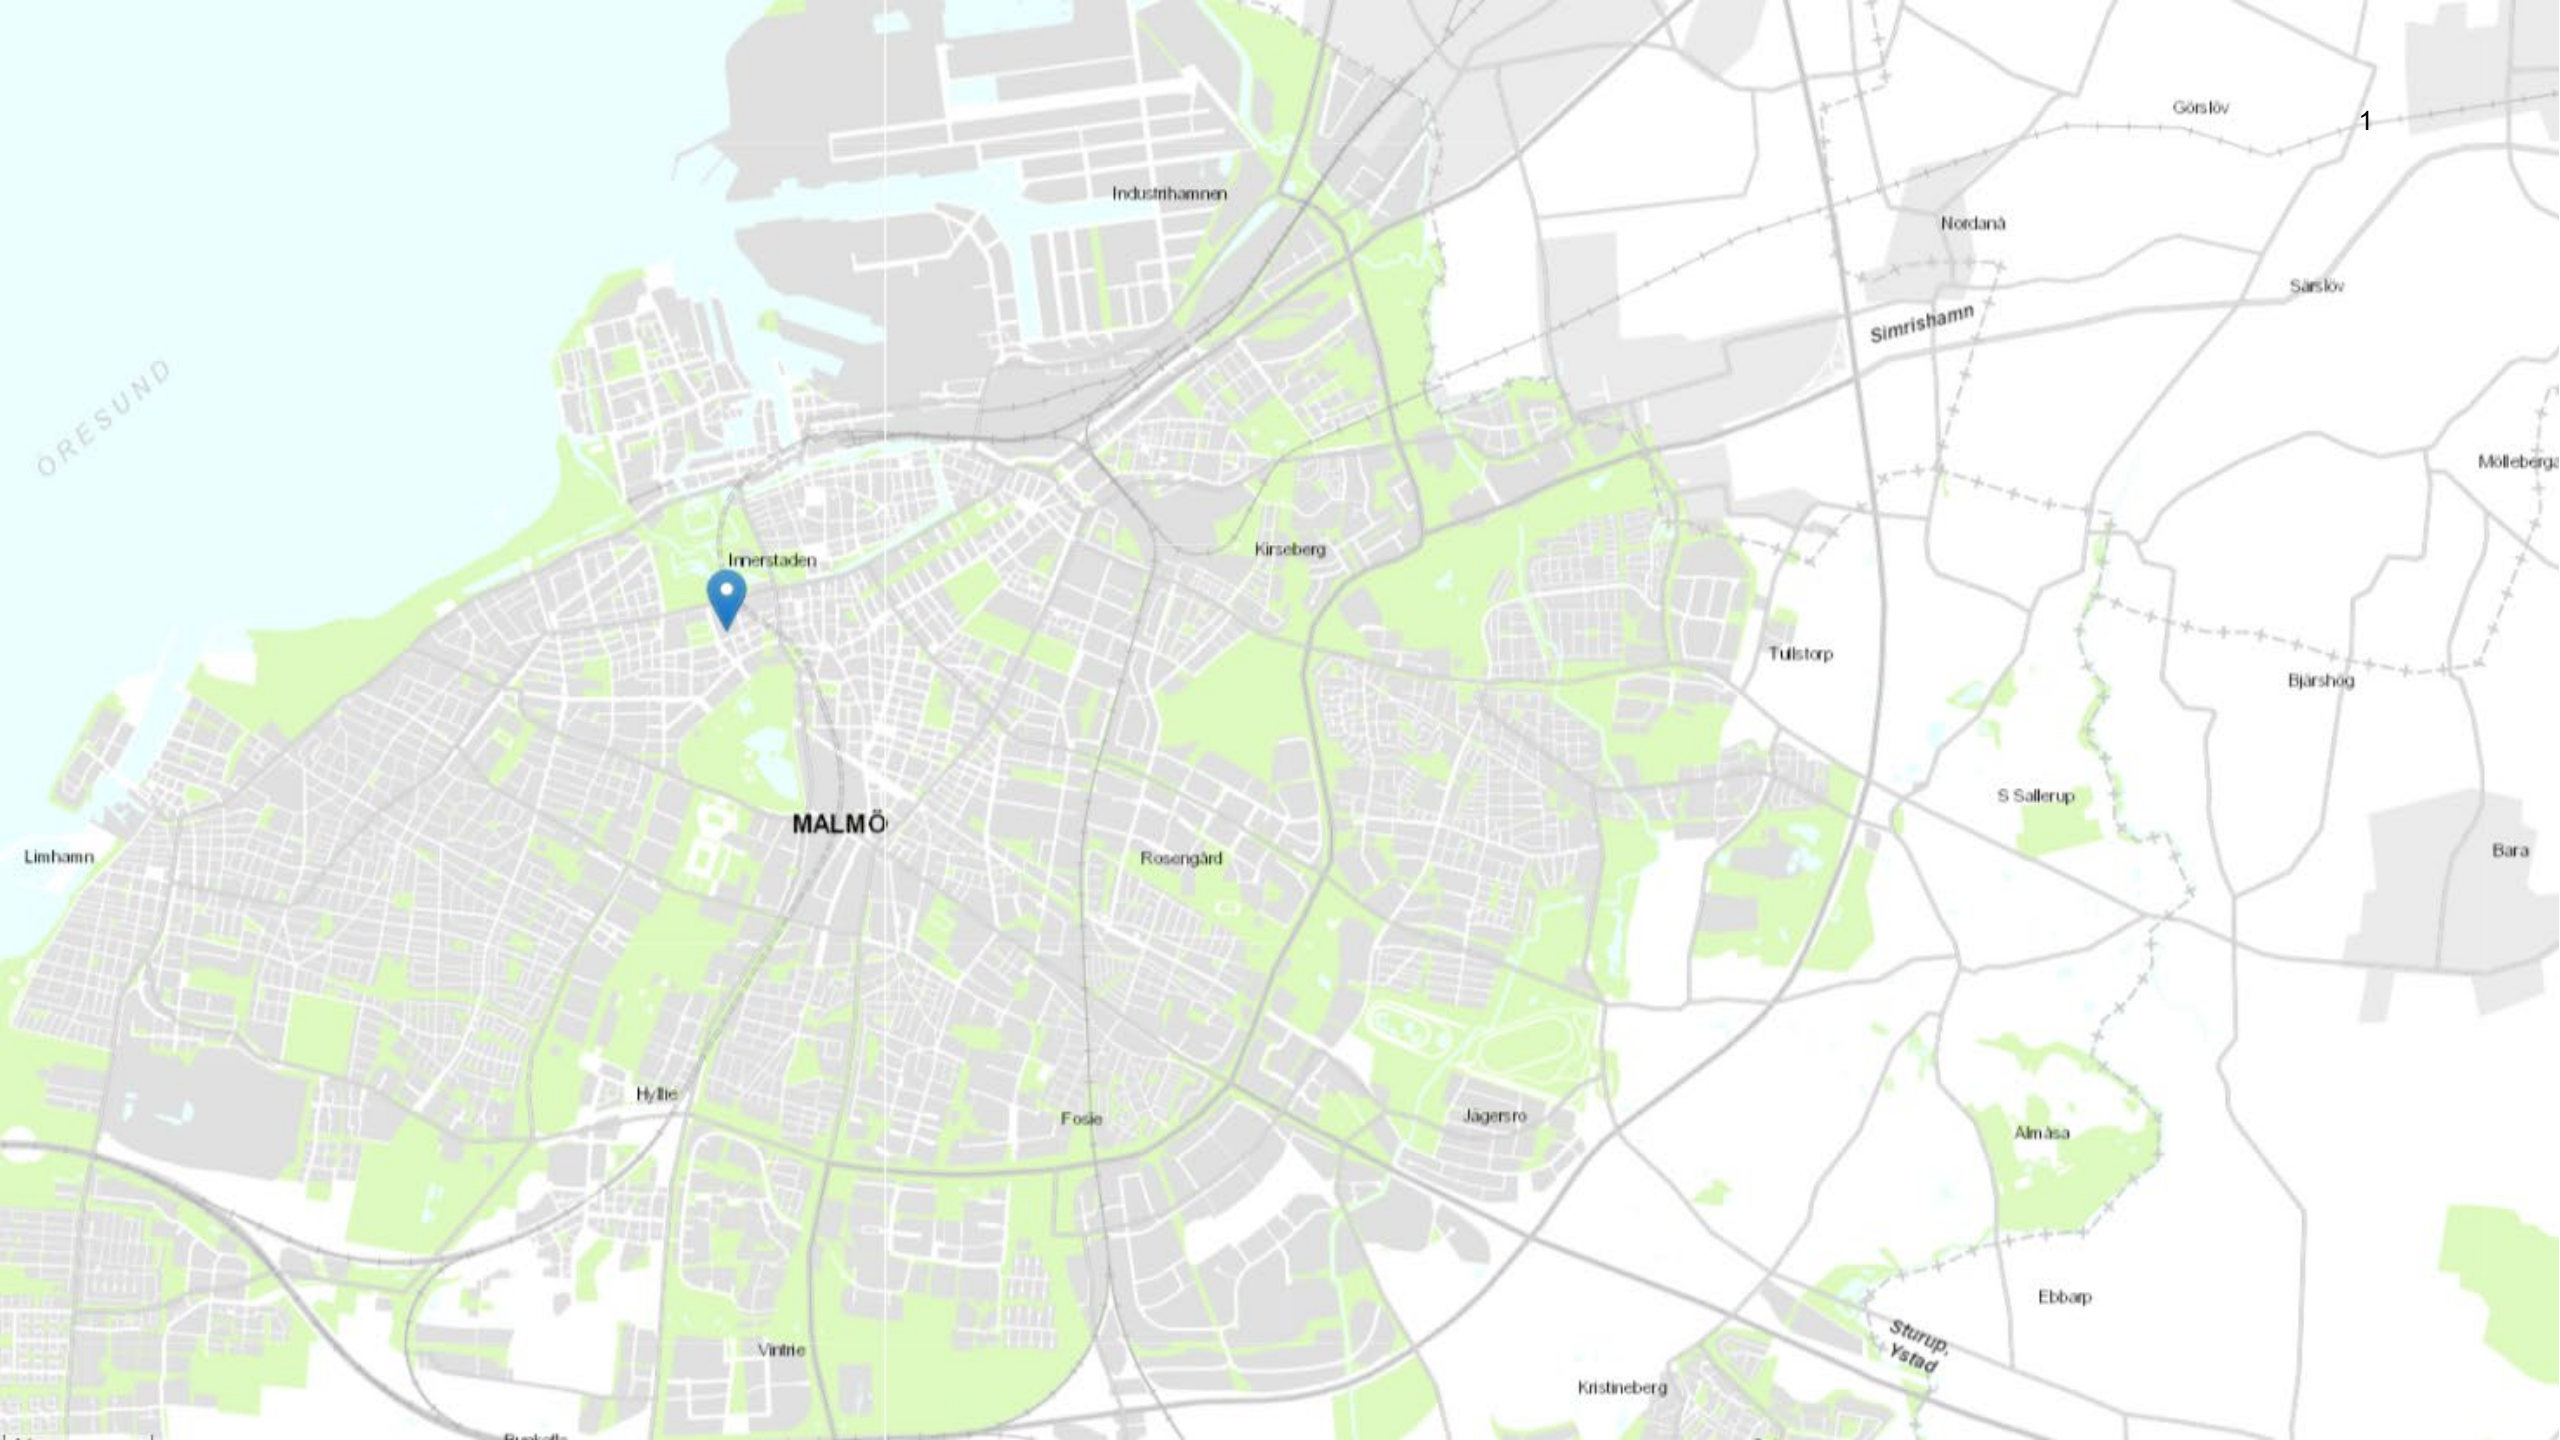 Görslöv
1
Industrihamnen
Nordanå
Särslöv
Simrishamn
ÖRESUND
Mölleberga
Innerstaden
Kirseberg
Tullstorp
Bjärshög
S Sallerup
MALMÖ
Limhamn
Rosengård
Bara
Hyllie
Fosie
Jägersro
Almåsa
Ebbarp
Sturup,
Ystad
Vintrie
Kristineberg